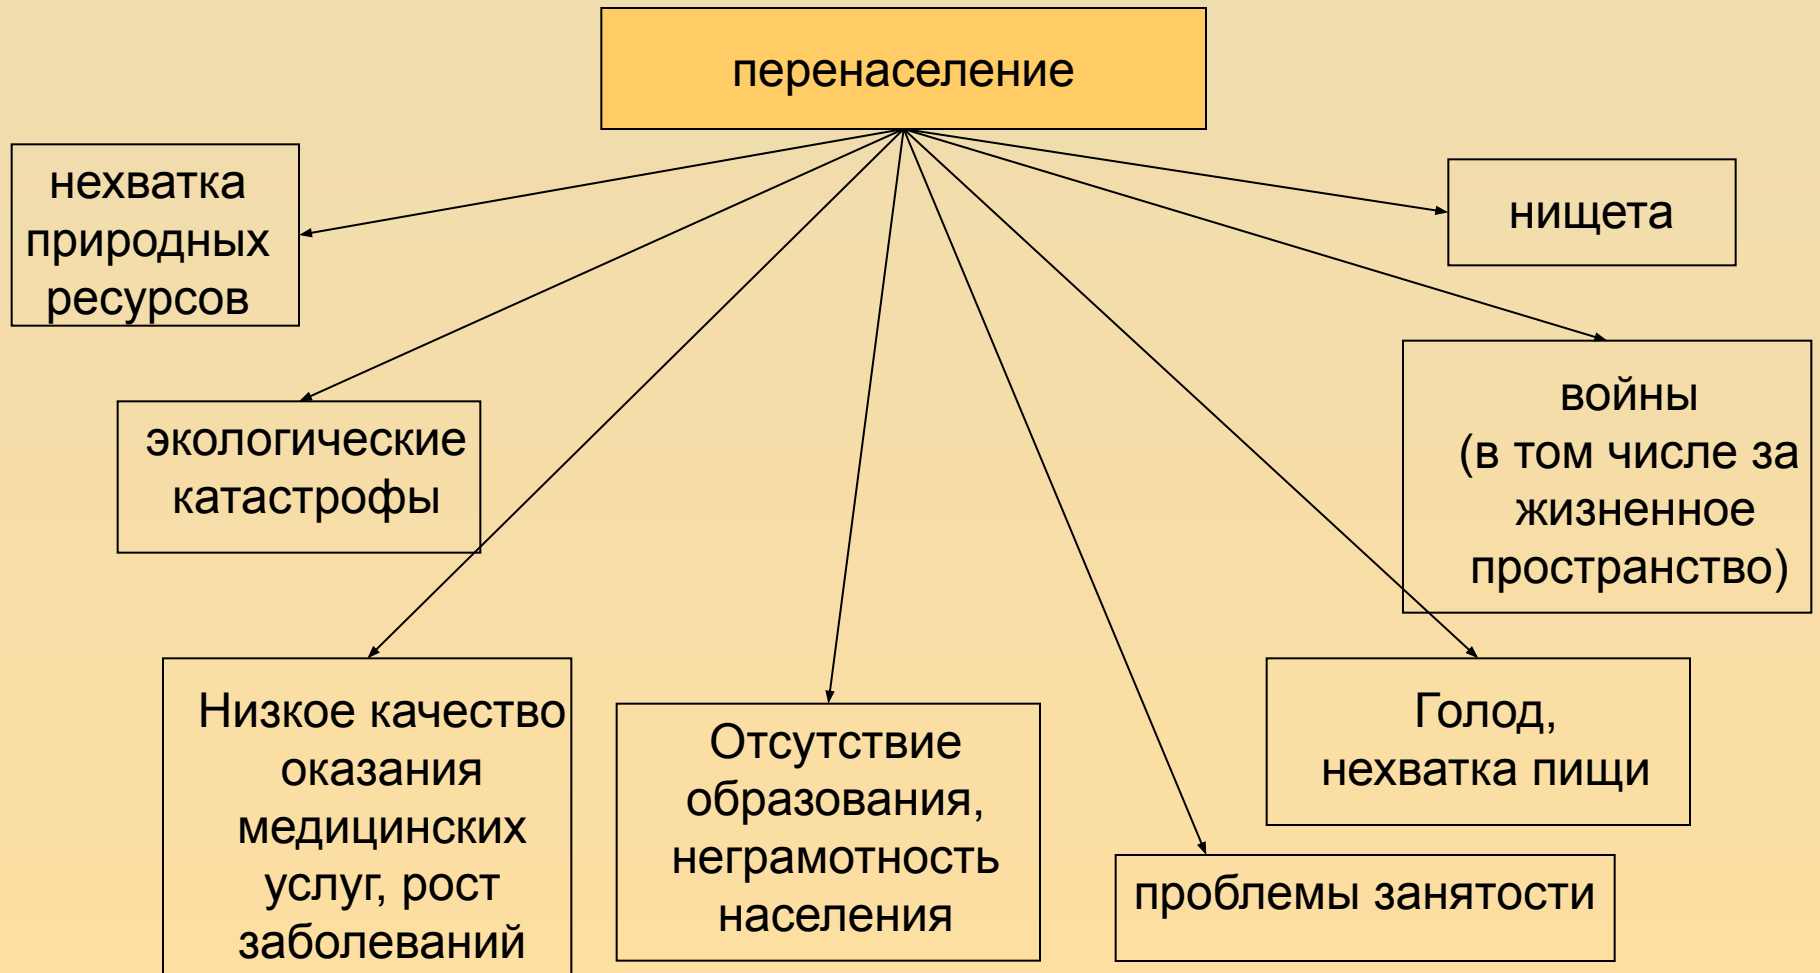 перенаселение
нехватка
природных
ресурсов
нищета
экологические
катастрофы
войны
(в том числе за
жизненное
пространство)
Низкое качество
оказания
медицинских
услуг, рост
заболеваний
Отсутствие
образования,
неграмотность
населения
Голод,
нехватка пищи
проблемы занятости